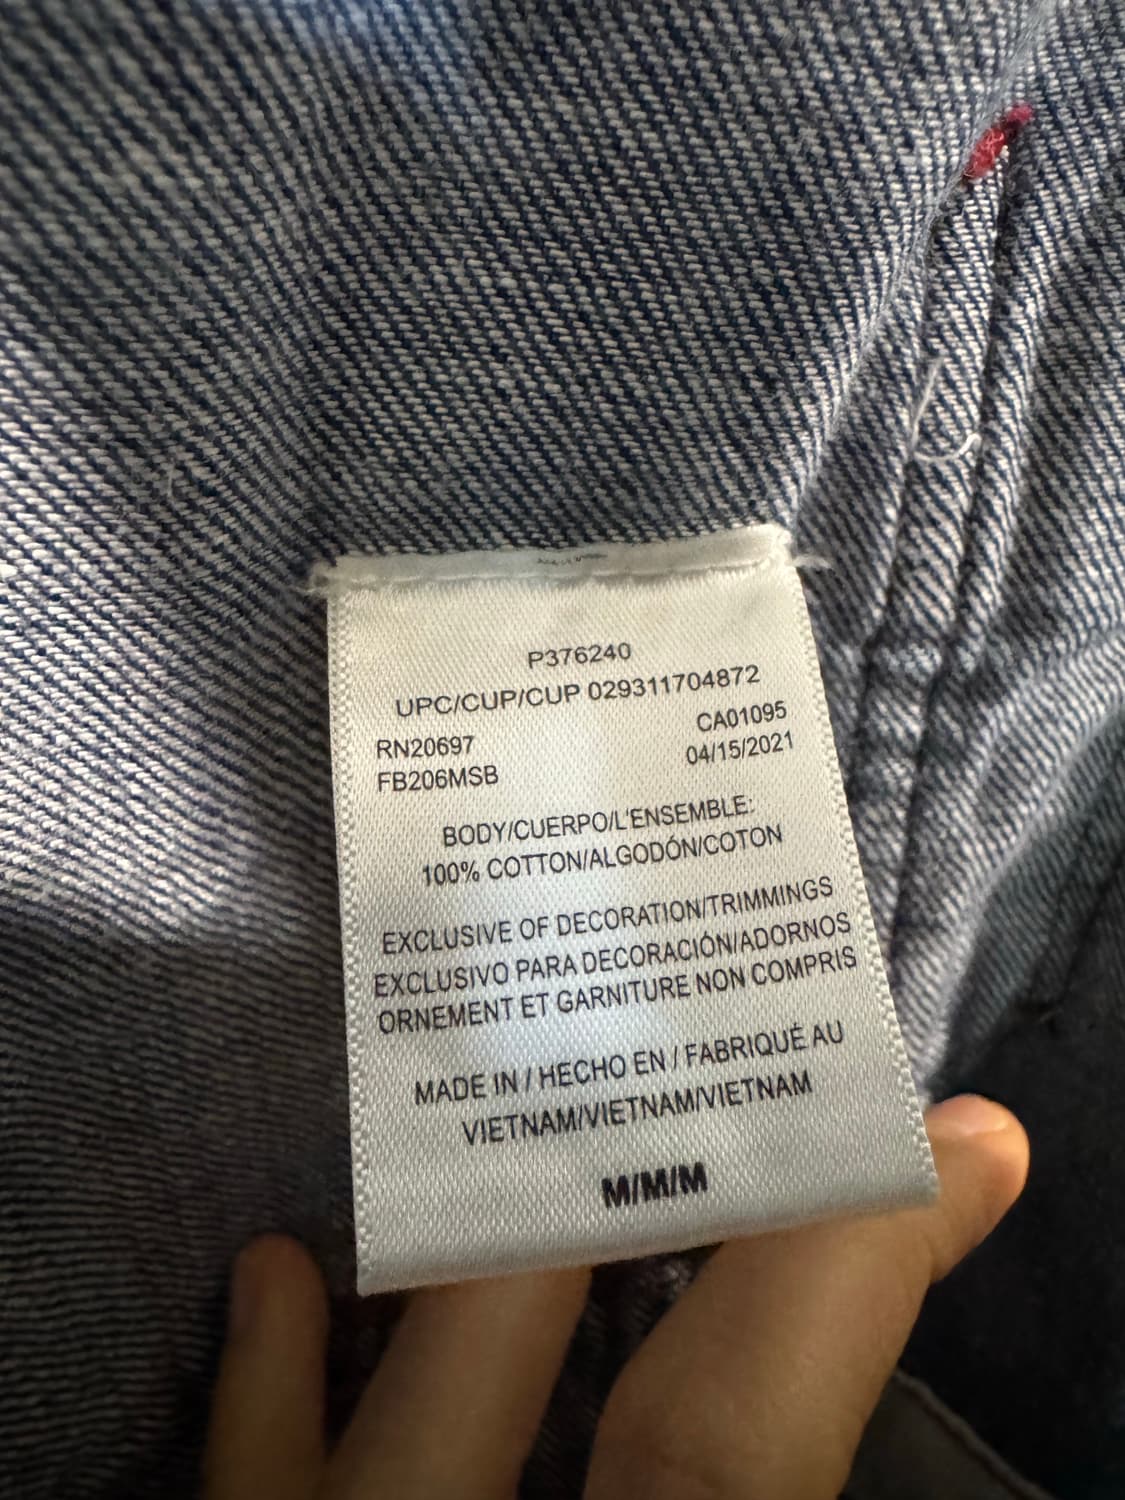 P376240
UPC/CUP/CUP 029311704872
RN20697 CA01095
FB206MSB 04/15/2021
BODY/CUERPO/L'ENSEMBLE:
100% COTTON/ALGODÓN/COTON
EXCLUSIVE OF DECORATION/TRIMMINGS
EXCLUSIVO PARA DECORACIÓN/ADORNOS
ORNEMENT ET GARNITURE NON COMPRIS
MADE IN / HECHO EN / FABRIQUÉ AU
VIETNAM/VIETNAM/VIETNAM
M/M/M